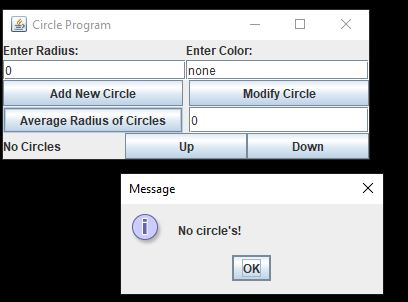 Circle Program
Enter Radius: Enter Color:
0 none
Add New Circle Modify Circle
Average Radius of Circles 0
No Circles Up Down
Message
No circle's!
OK